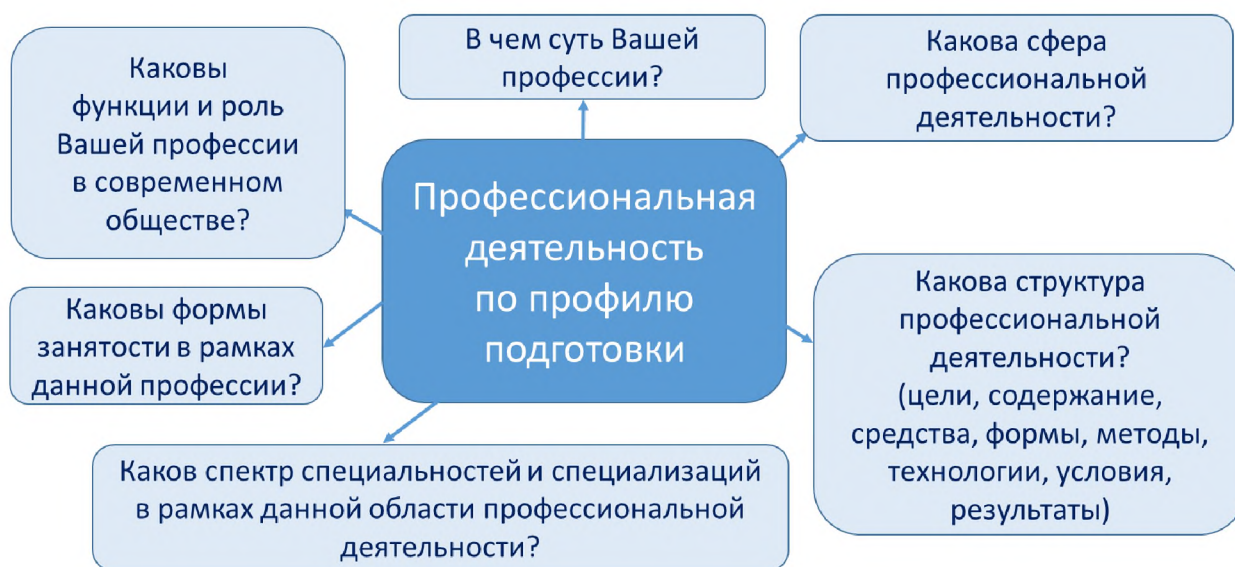 В чем суть Вашей
профессии?
Какова сфера
профессиональной
деятельности?
Каковы
функции и роль
Вашей профессии
в современном
обществе?
Профессиональная
деятельность
по профилю
подготовки
Какова структура
профессиональной
деятельности?
(цели, содержание,
средства, формы, методы,
технологии, условия,
результаты)
Каковы формы
занятости в рамках
данной профессии?
Каков спектр специальностей и специализаций
в рамках данной области профессиональной
деятельности?